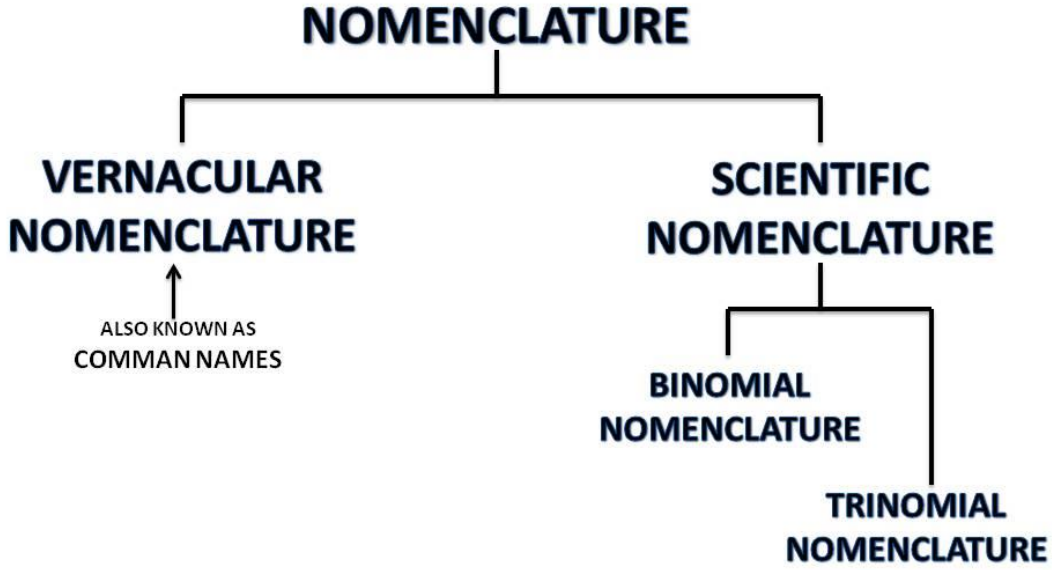 NOMENCLATURE
VERNACULAR
NOMENCLATURE
ALSO KNOWN AS
COMMAN NAMES
SCIENTIFIC
NOMENCLATURE
BINOMIAL
NOMENCLATURE
TRINOMIAL
NOMENCLATURE